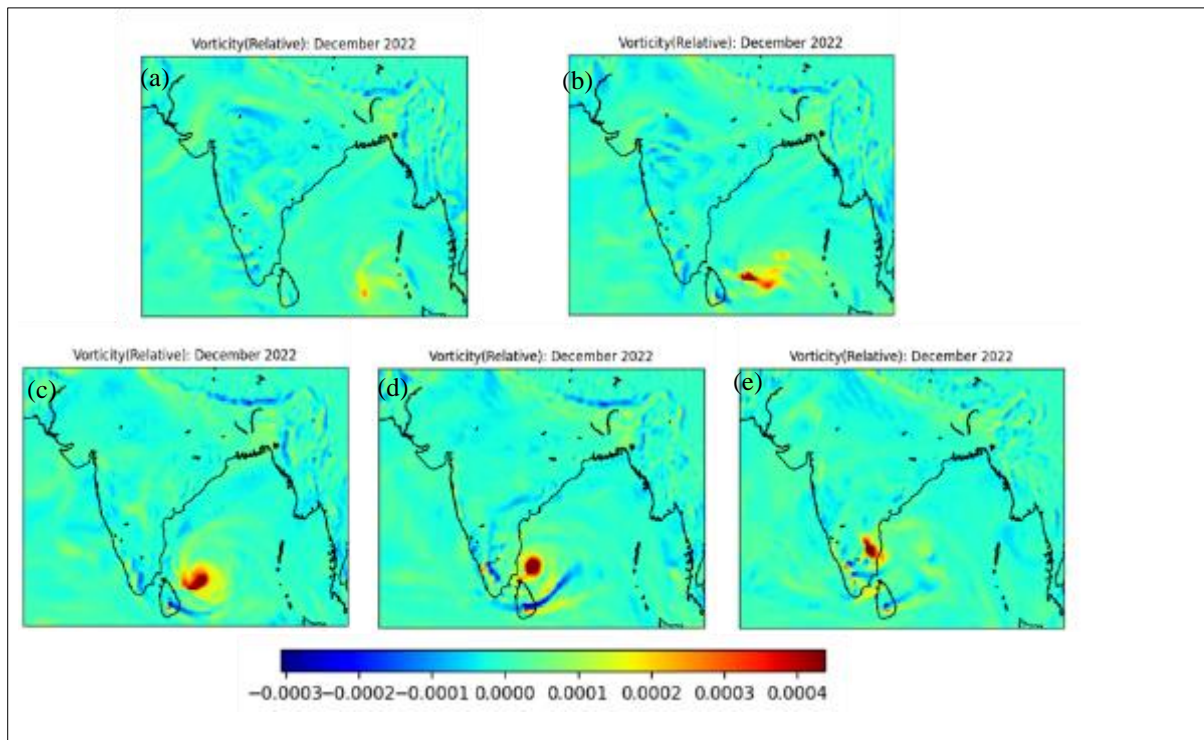 Vorticity(Relative): December 2022
Vorticity(Relative): December 2022
(a)
(b)
Vorticity(Relative): December 2022
Vorticity(Relative): December 2022
Vorticity(Relative): December 2022
(c)
(d)
(e)
−0.0003 −0.0002 −0.0001 0.0000 0.0001 0.0002 0.0003 0.0004